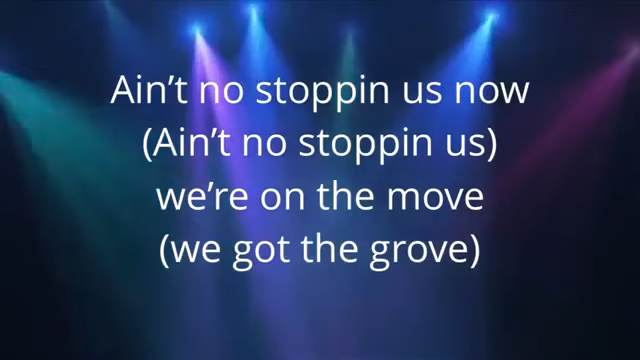 Ain’t no stoppin us now
(Ain’t no stoppin us)
we’re on the move
(we got the grove)